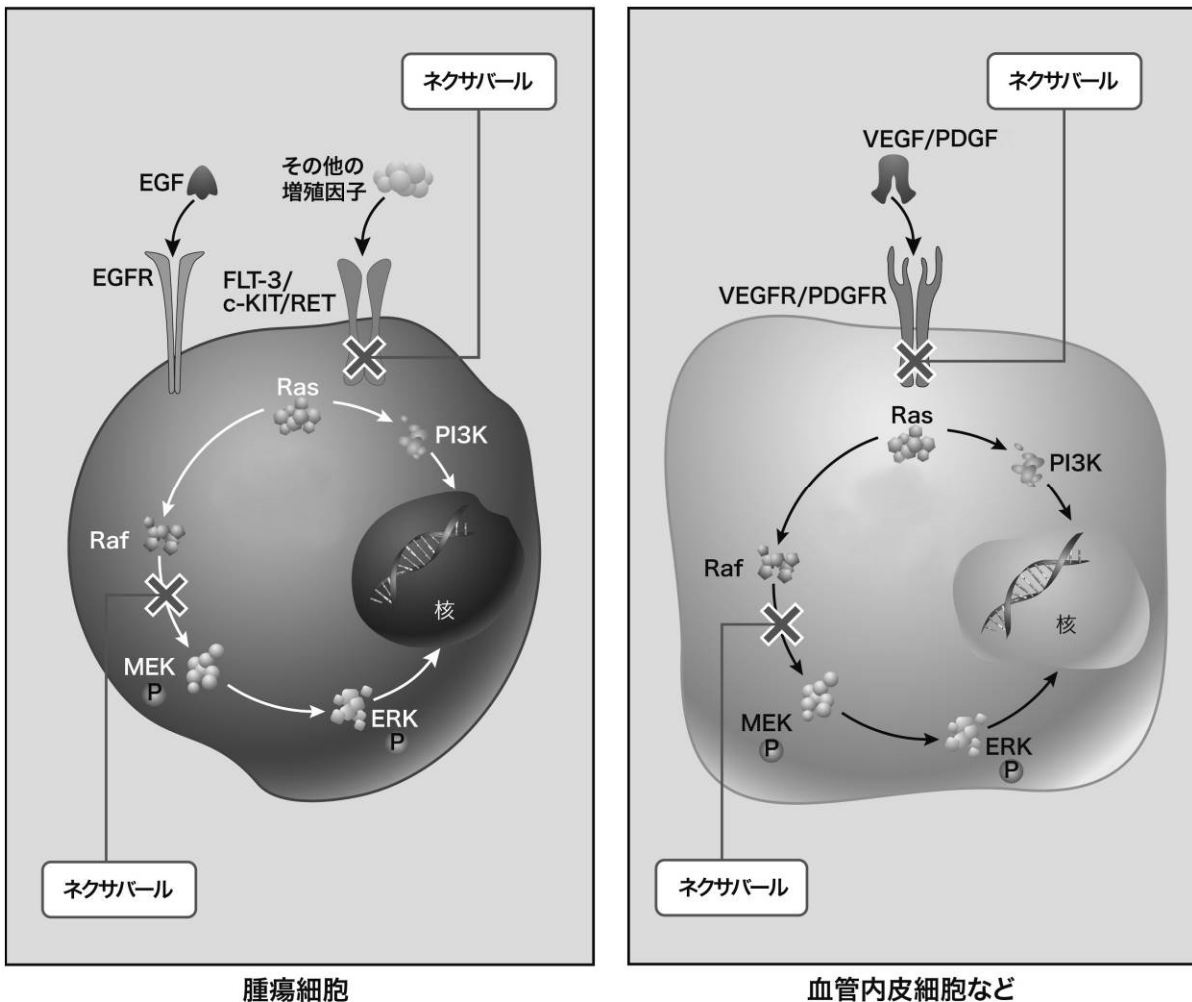 ネクサバール
EGF
その他の
増殖因子
EGFR
FLT-3/
c-KIT/RET
Ras
PI3K
Raf
核
MEK
P
ERK
P
ネクサバール
腫瘍細胞
ネクサバール
VEGF/PDGF
VEGFR/PDGFR
Ras
PI3K
Raf
核
MEK
P
ERK
P
ネクサバール
血管内皮細胞など